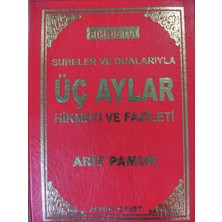 SURELER VE DUALARIYLA
ÜÇ AYLAR
HİKMETİ VE FAZİLETİ
ARİF PAMUK